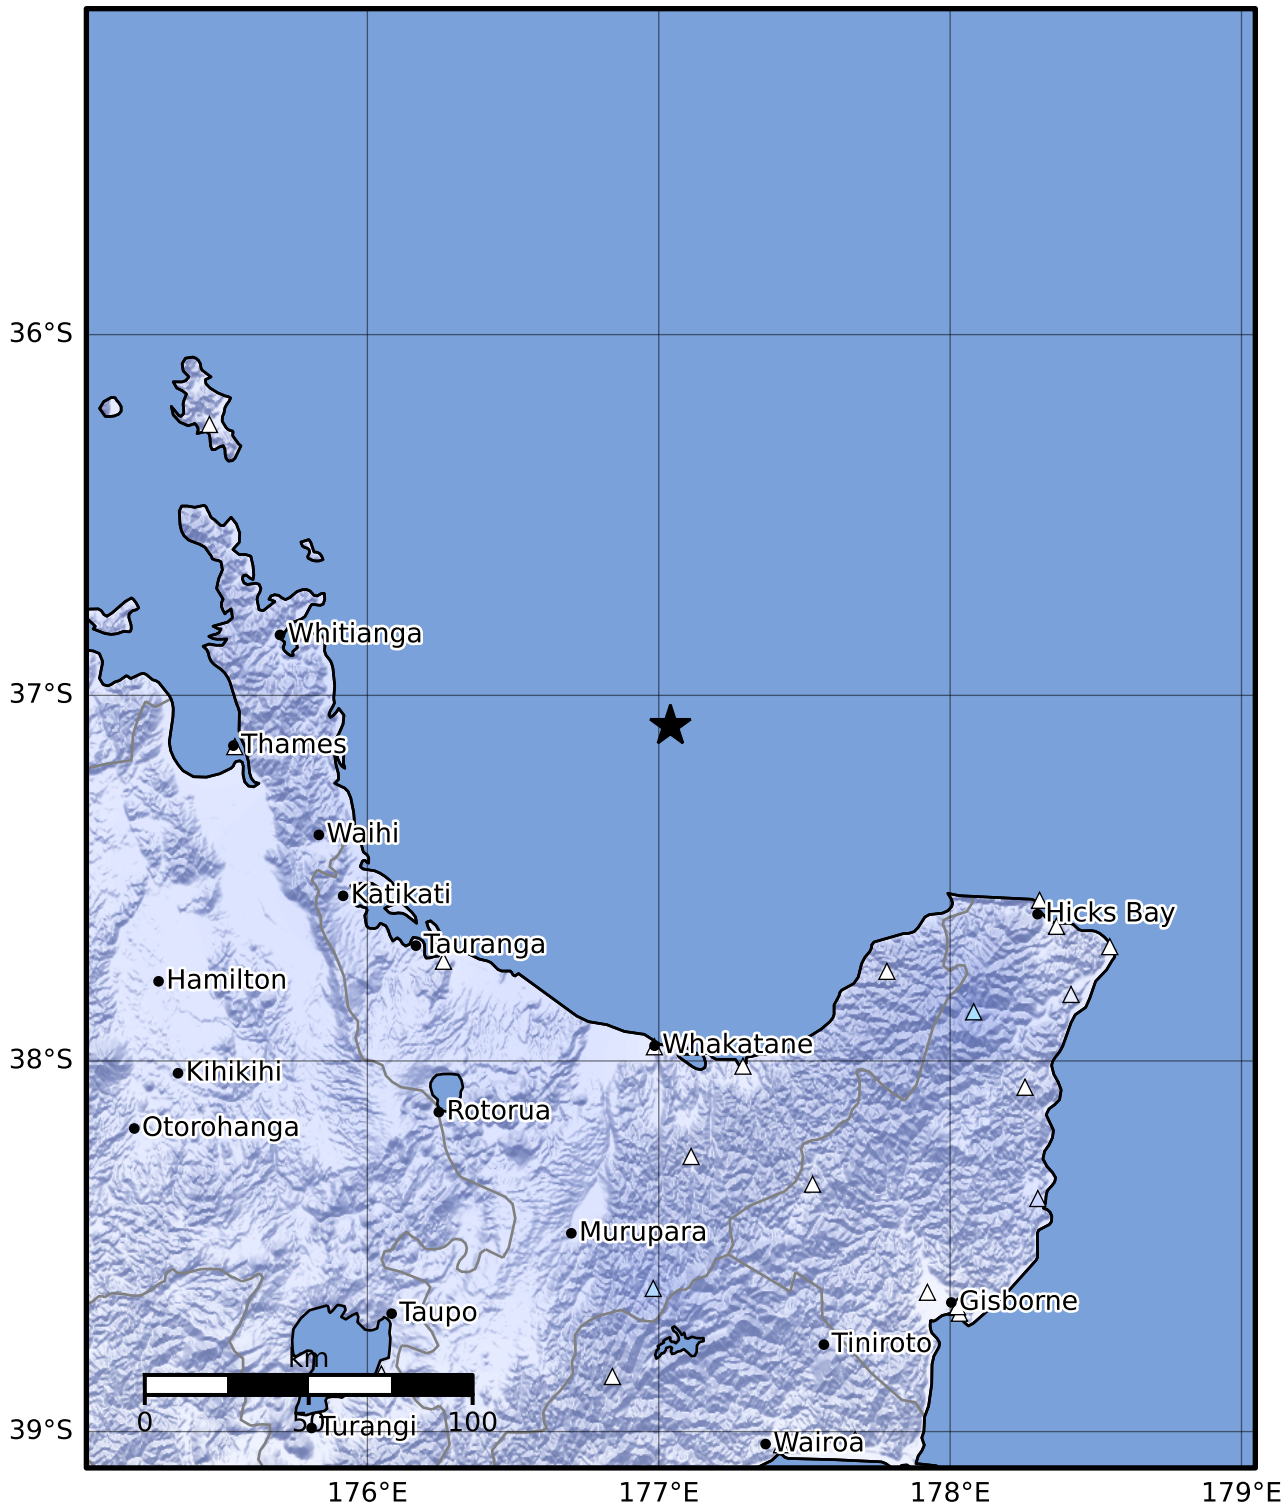 36°S
Whitianga
37°S
Thames
Waihi
Katikati
Hicks Bay
Tauranga
Hamilton
Whakatane
38°S
Kihikihi
Rotorua
Otorohanga
Murupara
Gisborne
Taupo
Tiniroto
km
0 50 100
Turangi
39°S
Wairoa
176°E 177°E 178°E 179°E